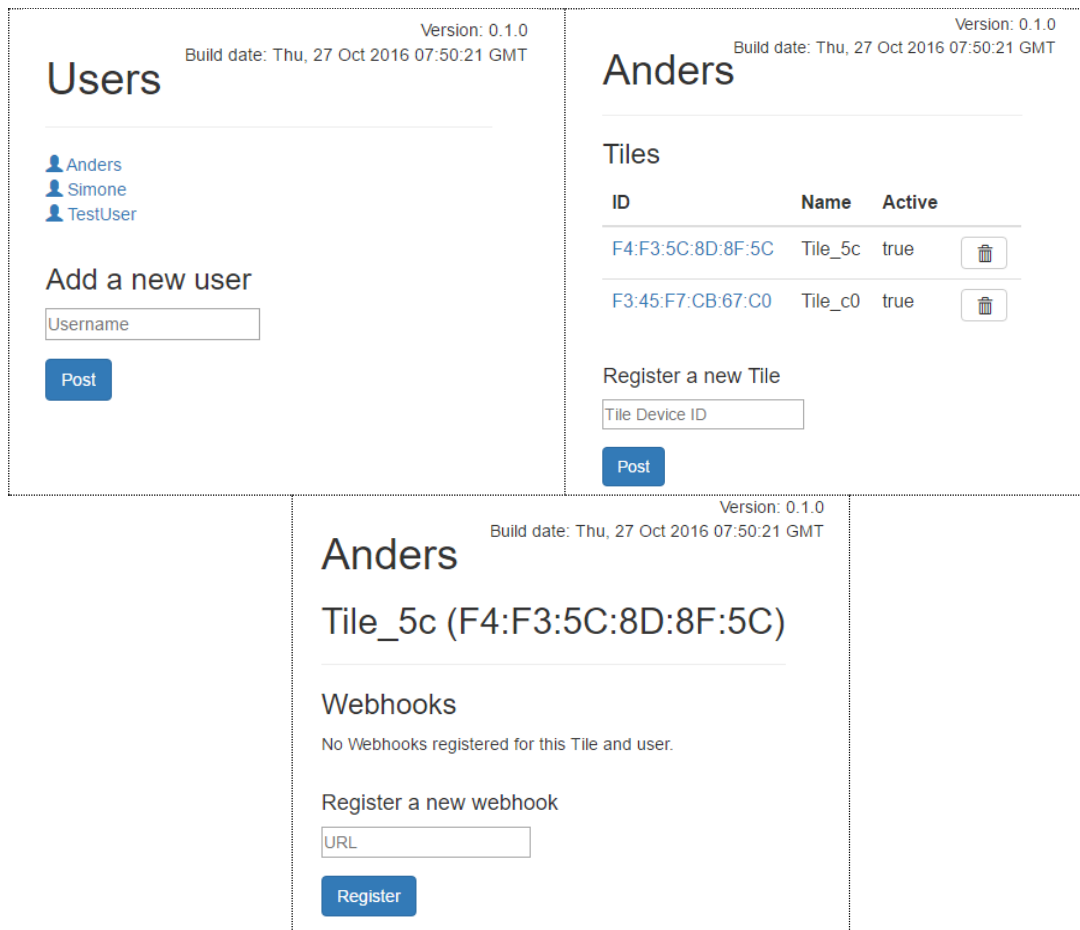 Version: 0.1.0
Build date: Thu, 27 Oct 2016 07:50:21 GMT
Users
Anders
Simone
TestUser
Add a new user
Username
Post
Version: 0.1.0
Build date: Thu, 27 Oct 2016 07:50:21 GMT
Anders
Tiles
ID Name Active
F4:F3:5C:8D:8F:5C Tile_5c true
F3:45:F7:CB:67:C0 Tile_c0 true
Register a new Tile
Tile Device ID
Post
Version: 0.1.0
Build date: Thu, 27 Oct 2016 07:50:21 GMT
Anders
Tile_5c (F4:F3:5C:8D:8F:5C)
Webhooks
No Webhooks registered for this Tile and user.
Register a new webhook
URL
Register